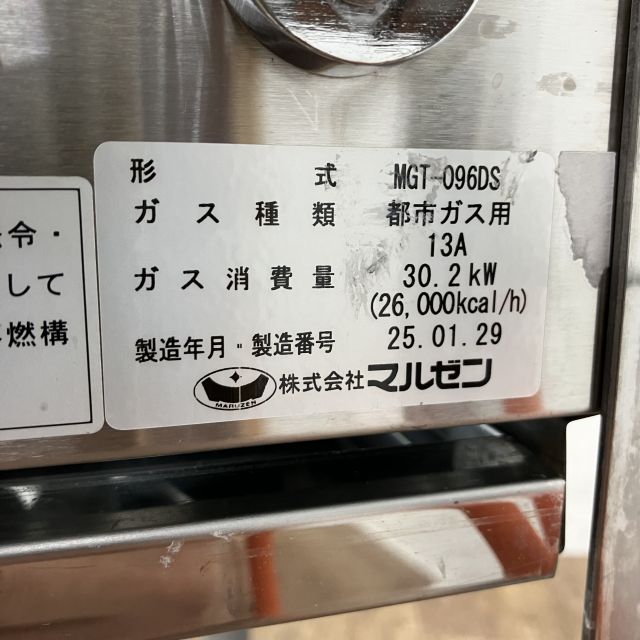 形式 MGT-096DS
ガス種類 都市ガス用
13A
ガス消費量 30.2kW
(26,000kcal/h)
製造年月・製造番号 25.01.29
MARUZEN 株式会社マルゼン
令・
して
燃構